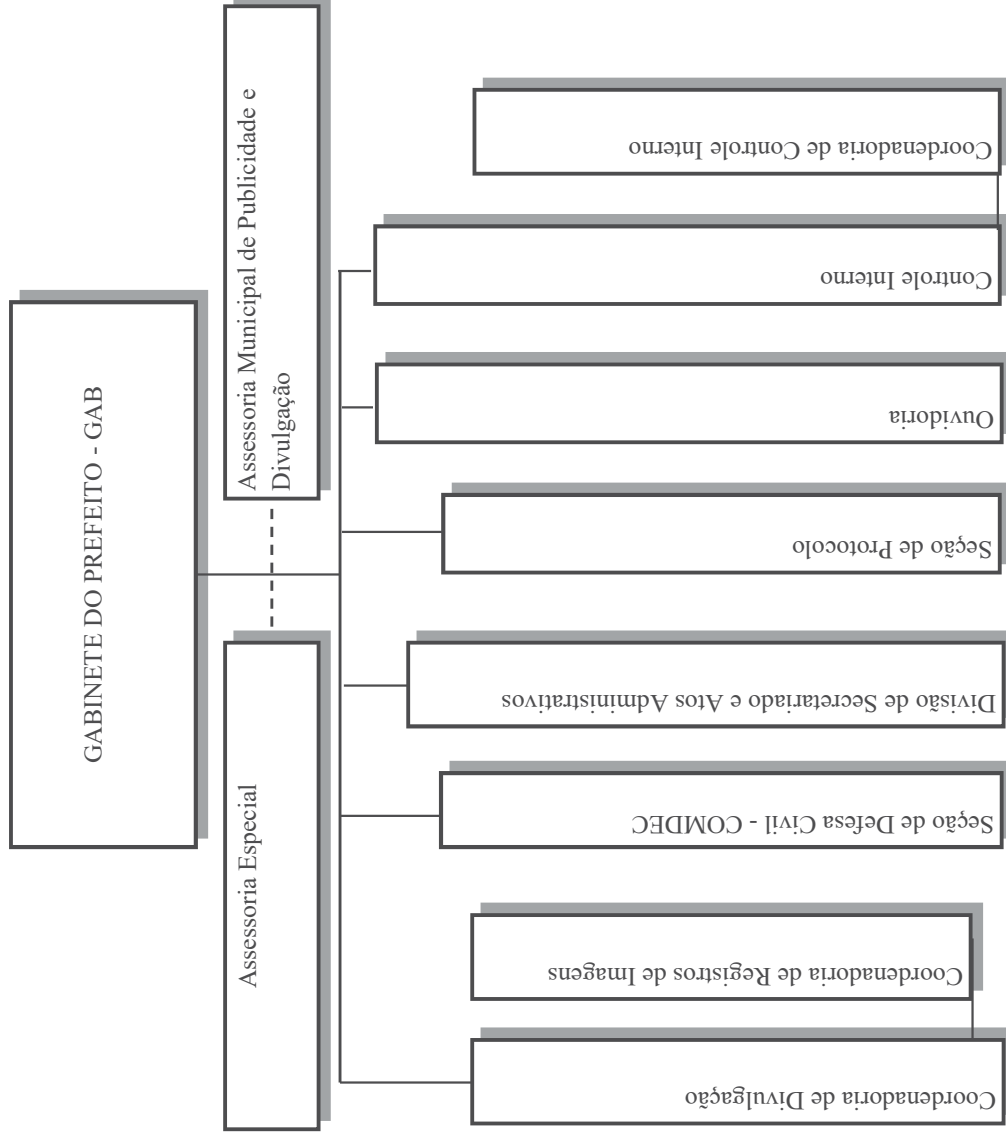 GABINETE DO PREFEITO - GAB
Assessoria Especial
Assessoria Municipal de Publicidade e
Divulgação
Coordenadoria de Divulgação
Coordenadoria de Registros de Imagens
Seção de Defesa Civil - COMDEC
Divisão de Secretariado e Atos Administrativos
Seção de Protocolo
Ouvidoria
Controle Interno
Coordenadoria de Controle Interno